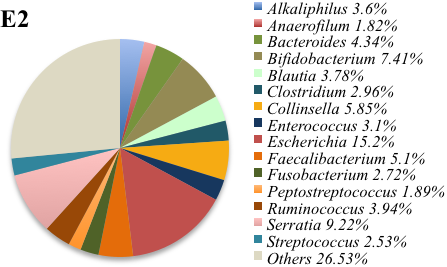 E2
Alkaliphilus 3.6%
Anaerofilum 1.82%
Bacteroides 4.34%
Bifidobacterium 7.41%
Blautia 3.78%
Clostridium 2.96%
Collinsella 5.85%
Enterococcus 3.1%
Escherichia 15.2%
Faecalibacterium 5.1%
Fusobacterium 2.72%
Peptostreptococcus 1.89%
Ruminococcus 3.94%
Serratia 9.22%
Streptococcus 2.53%
Others 26.53%